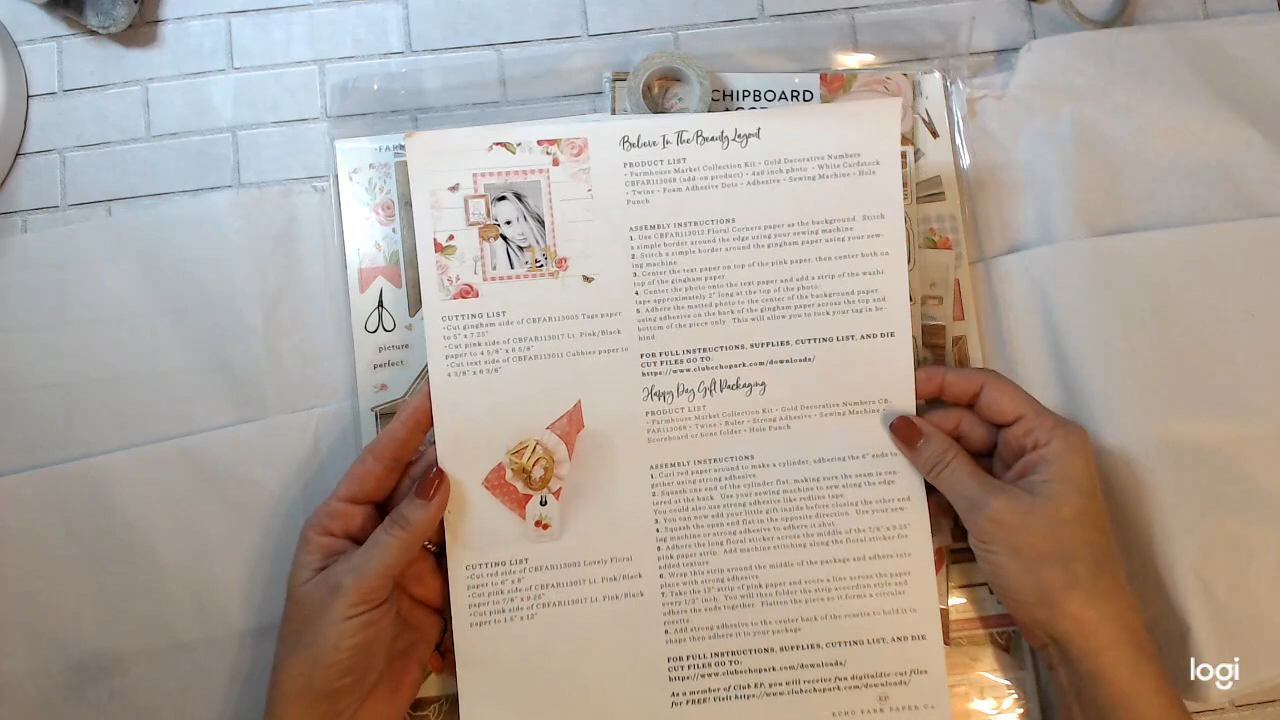 CHIPBOARD
Believe In The Beauty Layout
PRODUCT LIST
• Farmhouse Market Collection Kit • Gold Decorative Numbers
CBFAR113068 (add-on product) • 4x6 inch photo • White Cardstock
• Twine • Foam Adhesive Dots • Adhesive • Sewing Machine • Hole
Punch
ASSEMBLY INSTRUCTIONS
1. Use CBFAR113012 Floral Corners paper as the background. Stitch
a simple border around the edge using your sewing machine.
2. Stitch a simple border around the gingham paper using your sew-
ing machine.
3. Center the text paper on top of the pink paper, then center both on
top of the gingham paper.
4. Center the photo onto the text paper and add a strip of the washi
tape approximately 2" long at the top of the photo.
5. Adhere the matted photo to the center of the background paper
using adhesive on the back of the gingham paper across the top and
bottom of the piece only. This will allow you to tuck your tag in be-
hind
FOR FULL INSTRUCTIONS, SUPPLIES, CUTTING LIST, AND DIE
CUT FILES GO TO:
https://www.clubechopark.com/downloads/
CUTTING LIST
•Cut gingham side of CBFAR113005 Tags paper
to 5" x 7.25"
•Cut pink side of CBFAR113017 Lt. Pink/Black
paper to 4 5/8" x 6 5/8"
•Cut text side of CBFAR113011 Cubbies paper to
4 3/8" x 6 3/8"
Happy Day Gift Packaging
PRODUCT LIST
• Farmhouse Market Collection Kit • Gold Decorative Numbers CB-
FAR113068 • Twine • Ruler • Strong Adhesive • Sewing Machine •
Scoreboard or bone folder • Hole Punch
ASSEMBLY INSTRUCTIONS
1. Curl red paper around to make a cylinder, adhering the 6" ends to-
gether using strong adhesive.
2. Squash one end of the cylinder flat, making sure the seam is cen-
tered at the back. Use your sewing machine to sew along the edge.
You could also use strong adhesive like redline tape.
3. You can now add your little gift inside before closing the other end
4. Squash the open end flat in the opposite direction. Use your sew-
ing machine or strong adhesive to adhere it shut.
5. Adhere the long floral sticker across the middle of the 7/8" x 9.25"
pink paper strip. Add machine stitching along the floral sticker for
added texture
6. Wrap this strip around the middle of the package and adhere into
place with strong adhesive
7. Take the 12" strip of pink paper and score a line across the paper
every 1/2" inch. You will then folder the strip accordian style and
adhere the ends together. Flatten the piece so it forms a circular
rosette.
8. Add strong adhesive to the center back of the rosette to hold it in
shape then adhere it to your package
FOR FULL INSTRUCTIONS, SUPPLIES, CUTTING LIST, AND DIE
CUT FILES GO TO:
https://www.clubechopark.com/downloads/
As a member of Club EP, you will receive fun digital die-cut files
for FREE! Visit https://www.clubechopark.com/downloads/
EP
ECHO PARK PAPER Co.
40
CUTTING LIST
•Cut red side of CBFAR113002 Lovely Floral
paper to 6" x 8"
•Cut pink side of CBFAR113017 Lt. Pink/Black
paper to 7/8" x 9.25"
•Cut pink side of CBFAR113017 Lt. Pink/Black
paper to 1.5" x 12"
picture
perfect
logi